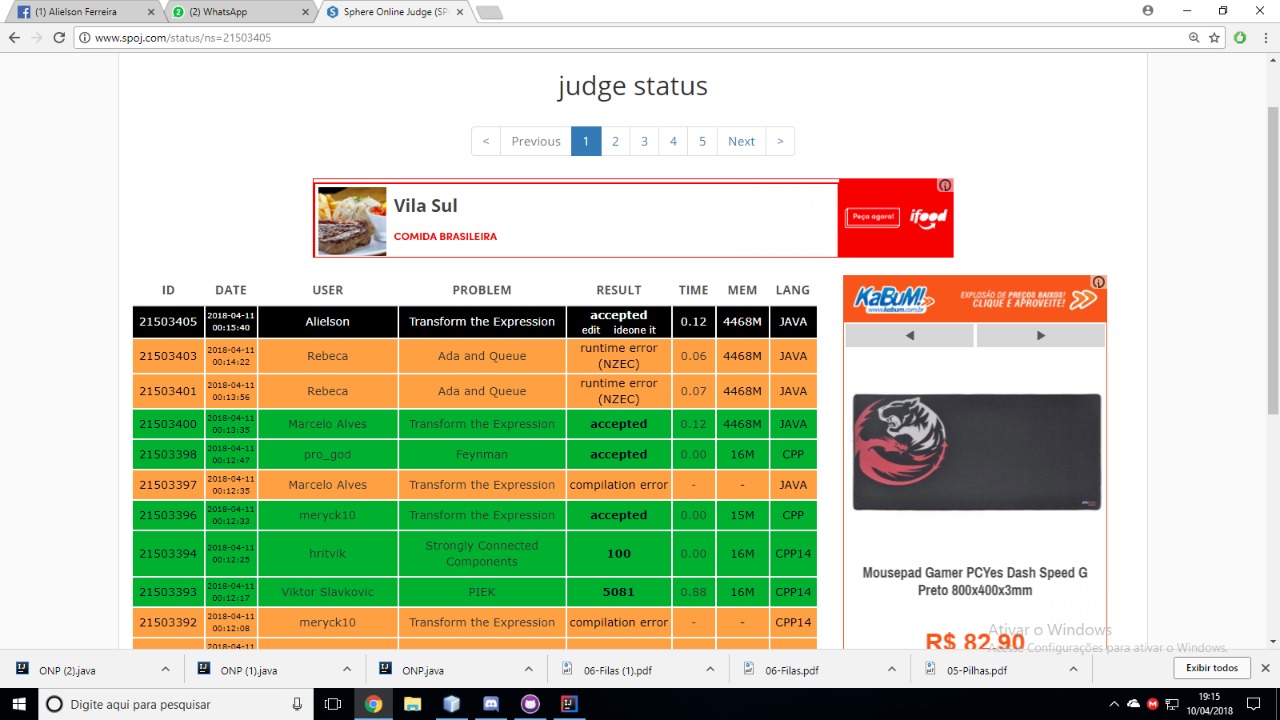 (1) Alielson Ferreira
(2) WhatsApp
Sphere Online Judge (SP
www.spoj.com/status/ns=21503405
judge status
< Previous 1 2 3 4 5 Next >
Vila Sul
COMIDA BRASILEIRA
Peça agora!
ifood
ID DATE USER PROBLEM RESULT TIME MEM LANG
21503405 2018-04-11 00:15:40 Alielson Transform the Expression accepted edit ideone it 0.12 4468M JAVA
21503403 2018-04-11 00:14:22 Rebeca Ada and Queue runtime error (NZEC) 0.06 4468M JAVA
21503401 2018-04-11 00:13:56 Rebeca Ada and Queue runtime error (NZEC) 0.07 4468M JAVA
21503400 2018-04-11 00:13:35 Marcelo Alves Transform the Expression accepted 0.12 4468M JAVA
21503398 2018-04-11 00:12:47 pro_god Feynman accepted 0.00 16M CPP
21503397 2018-04-11 00:12:35 Marcelo Alves Transform the Expression compilation error - - JAVA
21503396 2018-04-11 00:12:33 meryck10 Transform the Expression accepted 0.00 15M CPP
21503394 2018-04-11 00:12:25 hritvik Strongly Connected Components 100 0.00 16M CPP14
21503393 2018-04-11 00:12:17 Viktor Slavkovic PIEK 5081 0.88 16M CPP14
21503392 2018-04-11 00:12:08 meryck10 Transform the Expression compilation error - - CPP14
2018-04-11
KaBuM!
www.kabum.com.br
EXPLOSÃO DE PREÇOS BAIXOS!
CLIQUE E APROVEITE!
Mousepad Gamer PCYes Dash Speed G
Preto 800x400x3mm
R$ 82,90
Ativar o Windows
Acesse Configurações para ativar o Windows.
ONP (2).java
ONP (1).java
ONP.java
06-Filas (1).pdf
06-Filas.pdf
05-Pilhas.pdf
Exibir todos
Digite aqui para pesquisar
19:15
10/04/2018